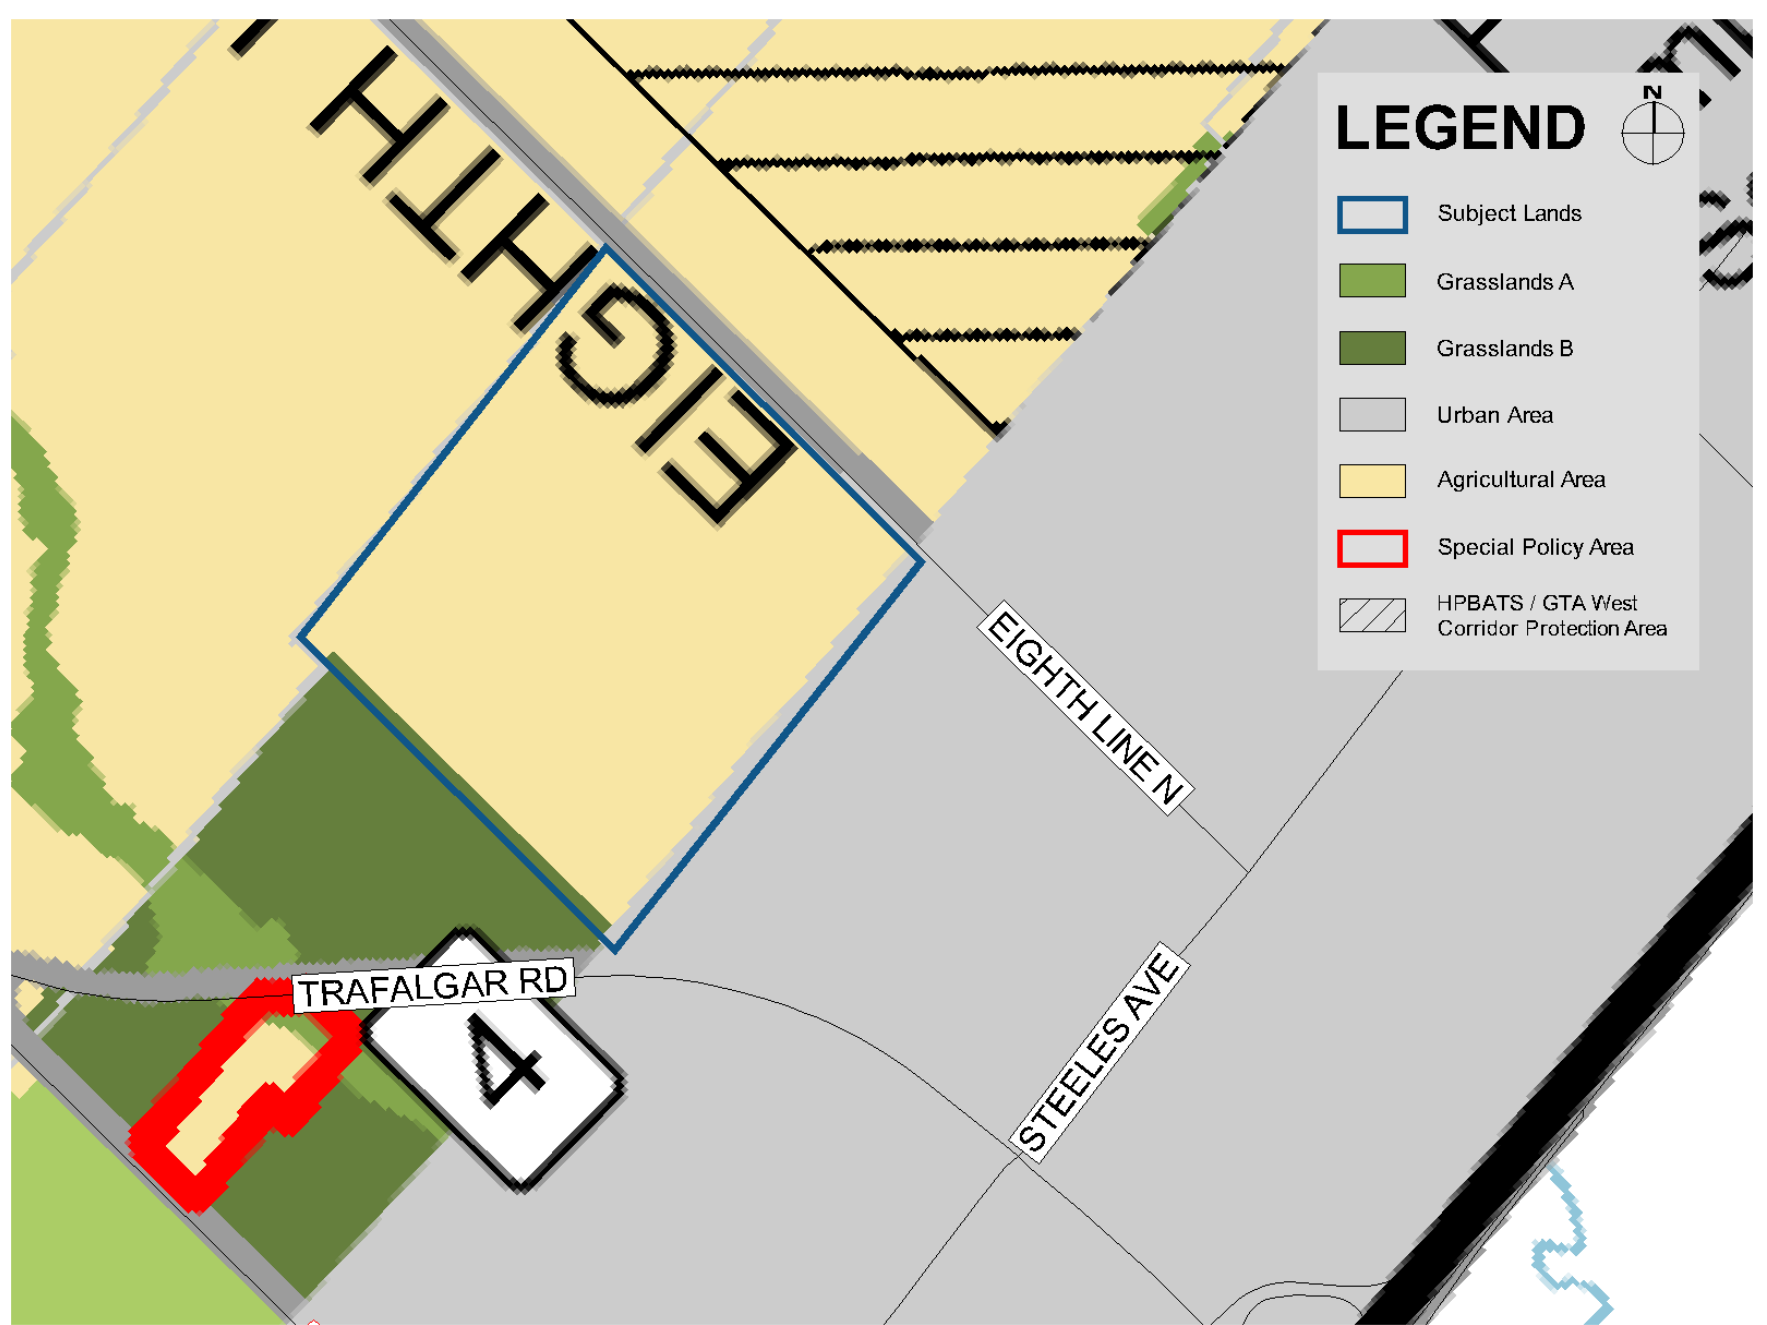 EIGHTH
LEGEND
N
Subject Lands
Grasslands A
Grasslands B
Urban Area
Agricultural Area
Special Policy Area
HPBATS / GTA West
Corridor Protection Area
EIGHTH LINE N
TRAFALGAR RD
4
STEELES AVE